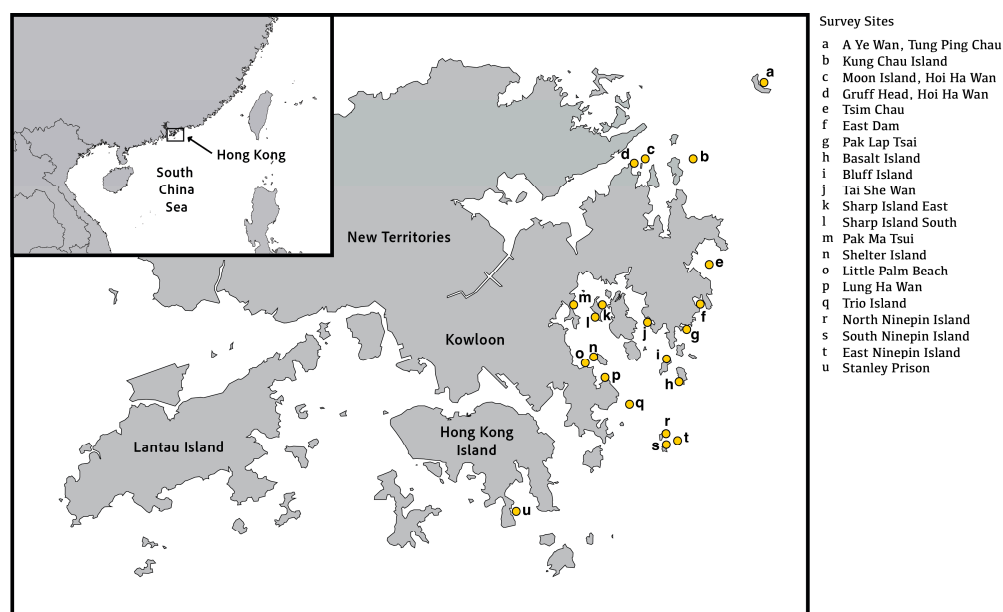 Hong Kong
South
China
Sea
New Territories
Kowloon
Lantau Island
Hong Kong
Island
a
b
c
d
e
f
g
h
i
j
k
l
m
n
o
p
q
r
s
t
u
Survey Sites
a A Ye Wan, Tung Ping Chau
b Kung Chau Island
c Moon Island, Hoi Ha Wan
d Gruff Head, Hoi Ha Wan
e Tsim Chau
f East Dam
g Pak Lap Tsai
h Basalt Island
i Bluff Island
j Tai She Wan
k Sharp Island East
l Sharp Island South
m Pak Ma Tsui
n Shelter Island
o Little Palm Beach
p Lung Ha Wan
q Trio Island
r North Ninepin Island
s South Ninepin Island
t East Ninepin Island
u Stanley Prison